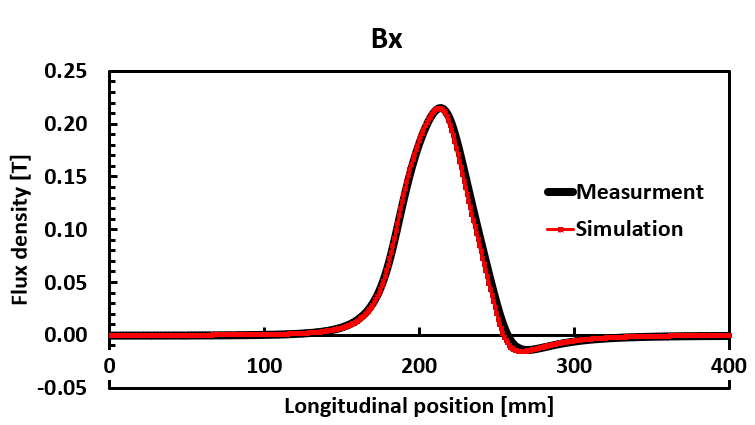 Bx
0.25
0.20
0.15
0.10
0.05
0.00
-0.05
Flux density [T]
Measurment
Simulation
0 100 200 300 400
Longitudinal position [mm]